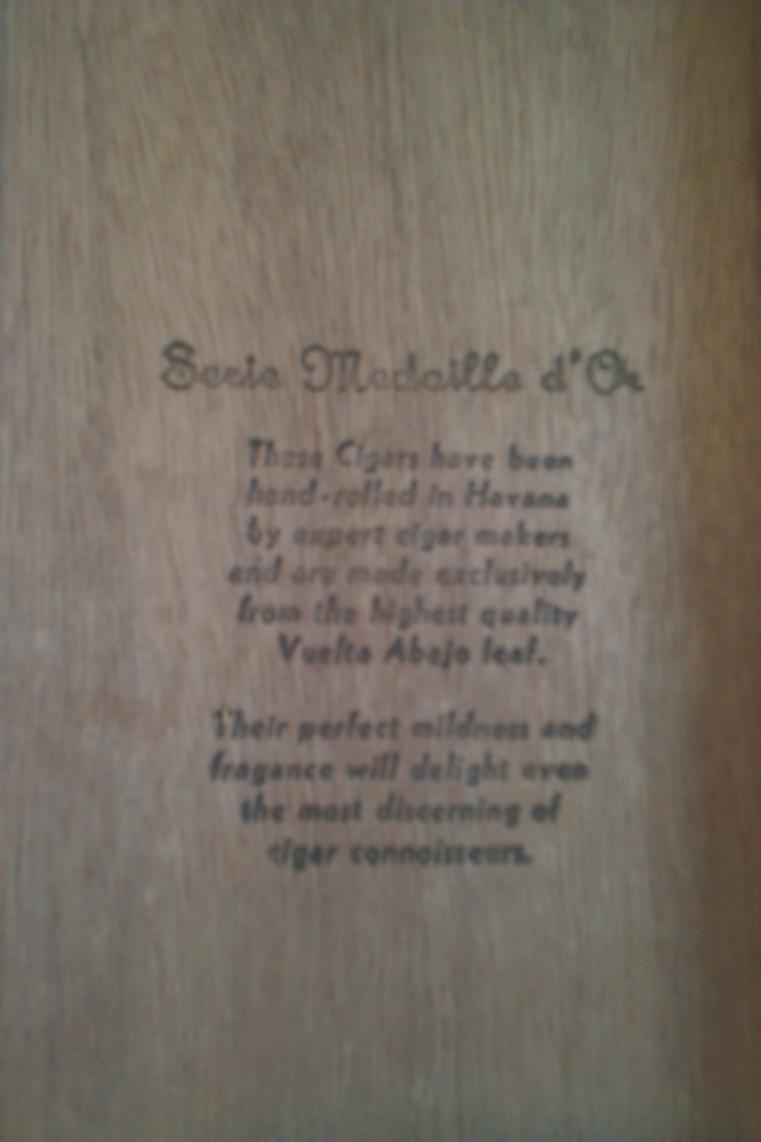 Serie Medaille d'Or
These Cigars have been
hand-rolled in Havana
by expert cigar makers
and are made exclusively
from the highest quality
Vuelta Abajo leaf.
Their perfect mildness and
fragance will delight even
the most discerning of
cigar connoisseurs.